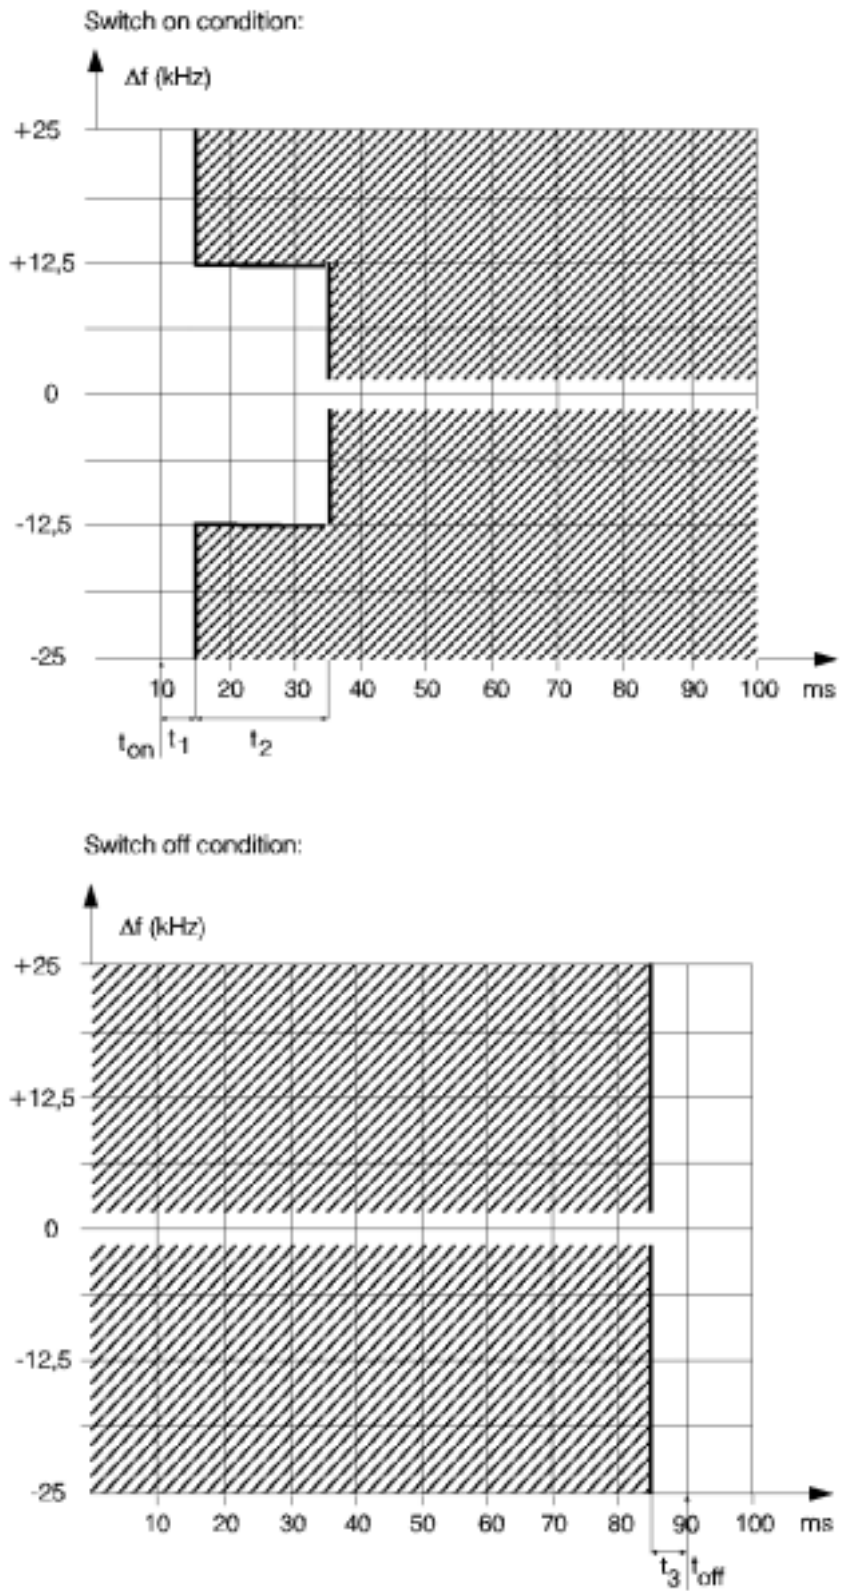 Switch on condition:
Δf (kHz)
+25
+12,5
0
-12,5
-25
10 20 30 40 50 60 70 80 90 100 ms
ton t1 t2
Switch off condition:
Δf (kHz)
+25
+12,5
0
-12,5
-25
10 20 30 40 50 60 70 80 90 100 ms
t3 toff